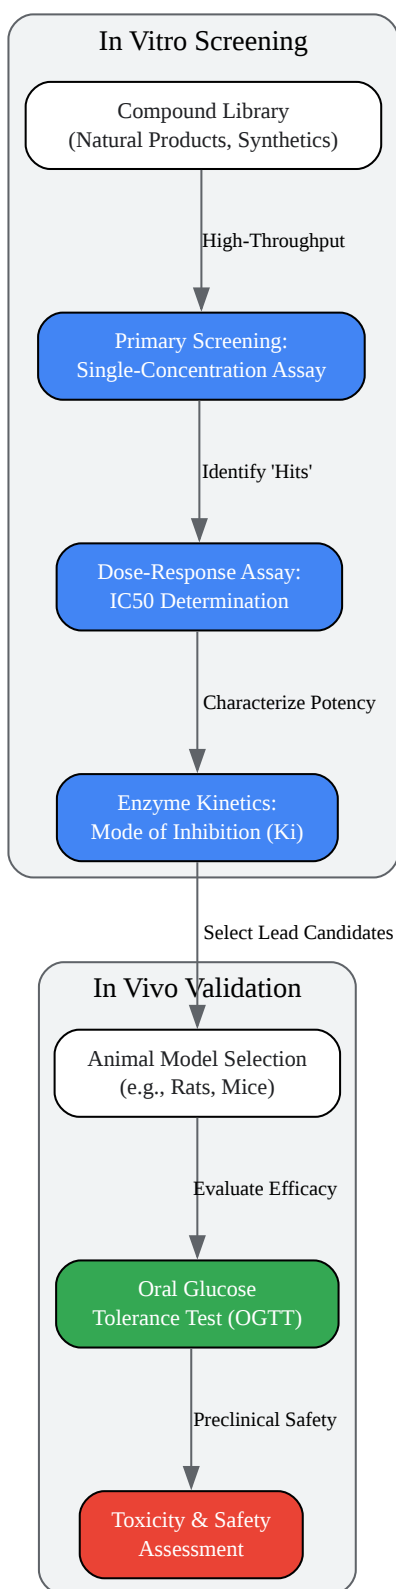 In Vitro Screening
Compound Library
(Natural Products, Synthetics)
High-Throughput
Primary Screening:
Single-Concentration Assay
Identify 'Hits'
Dose-Response Assay:
IC50 Determination
Characterize Potency
Enzyme Kinetics:
Mode of Inhibition (Ki)
Select Lead Candidates
In Vivo Validation
Animal Model Selection
(e.g., Rats, Mice)
Evaluate Efficacy
Oral Glucose
Tolerance Test (OGTT)
Preclinical Safety
Toxicity & Safety
Assessment